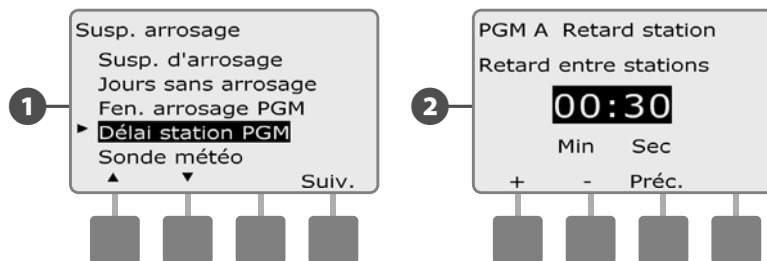 1
Susp. arrosage
Susp. d'arrosage
Jours sans arrosage
Fen. arrosage PGM
► Délai station PGM
Sonde météo
▲ ▼ Suiv.
2
PGM A Retard station
Retard entre stations
00:30
Min Sec
+ - Préc.